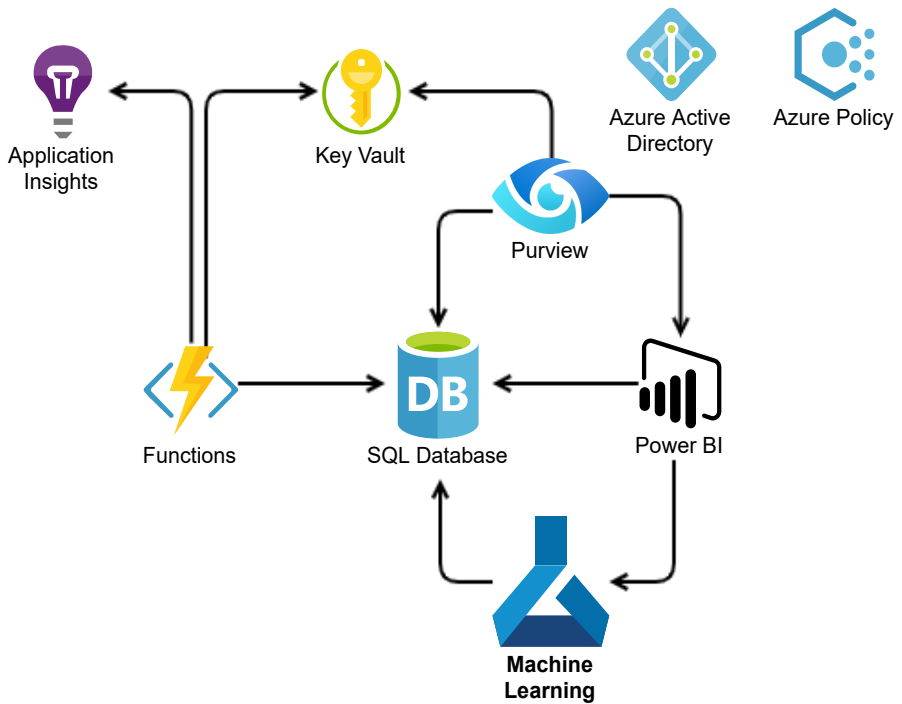 Azure Active
Directory
Azure Policy
Application
Insights
Key Vault
Purview
DB
Functions
SQL Database
Power BI
Machine
Learning